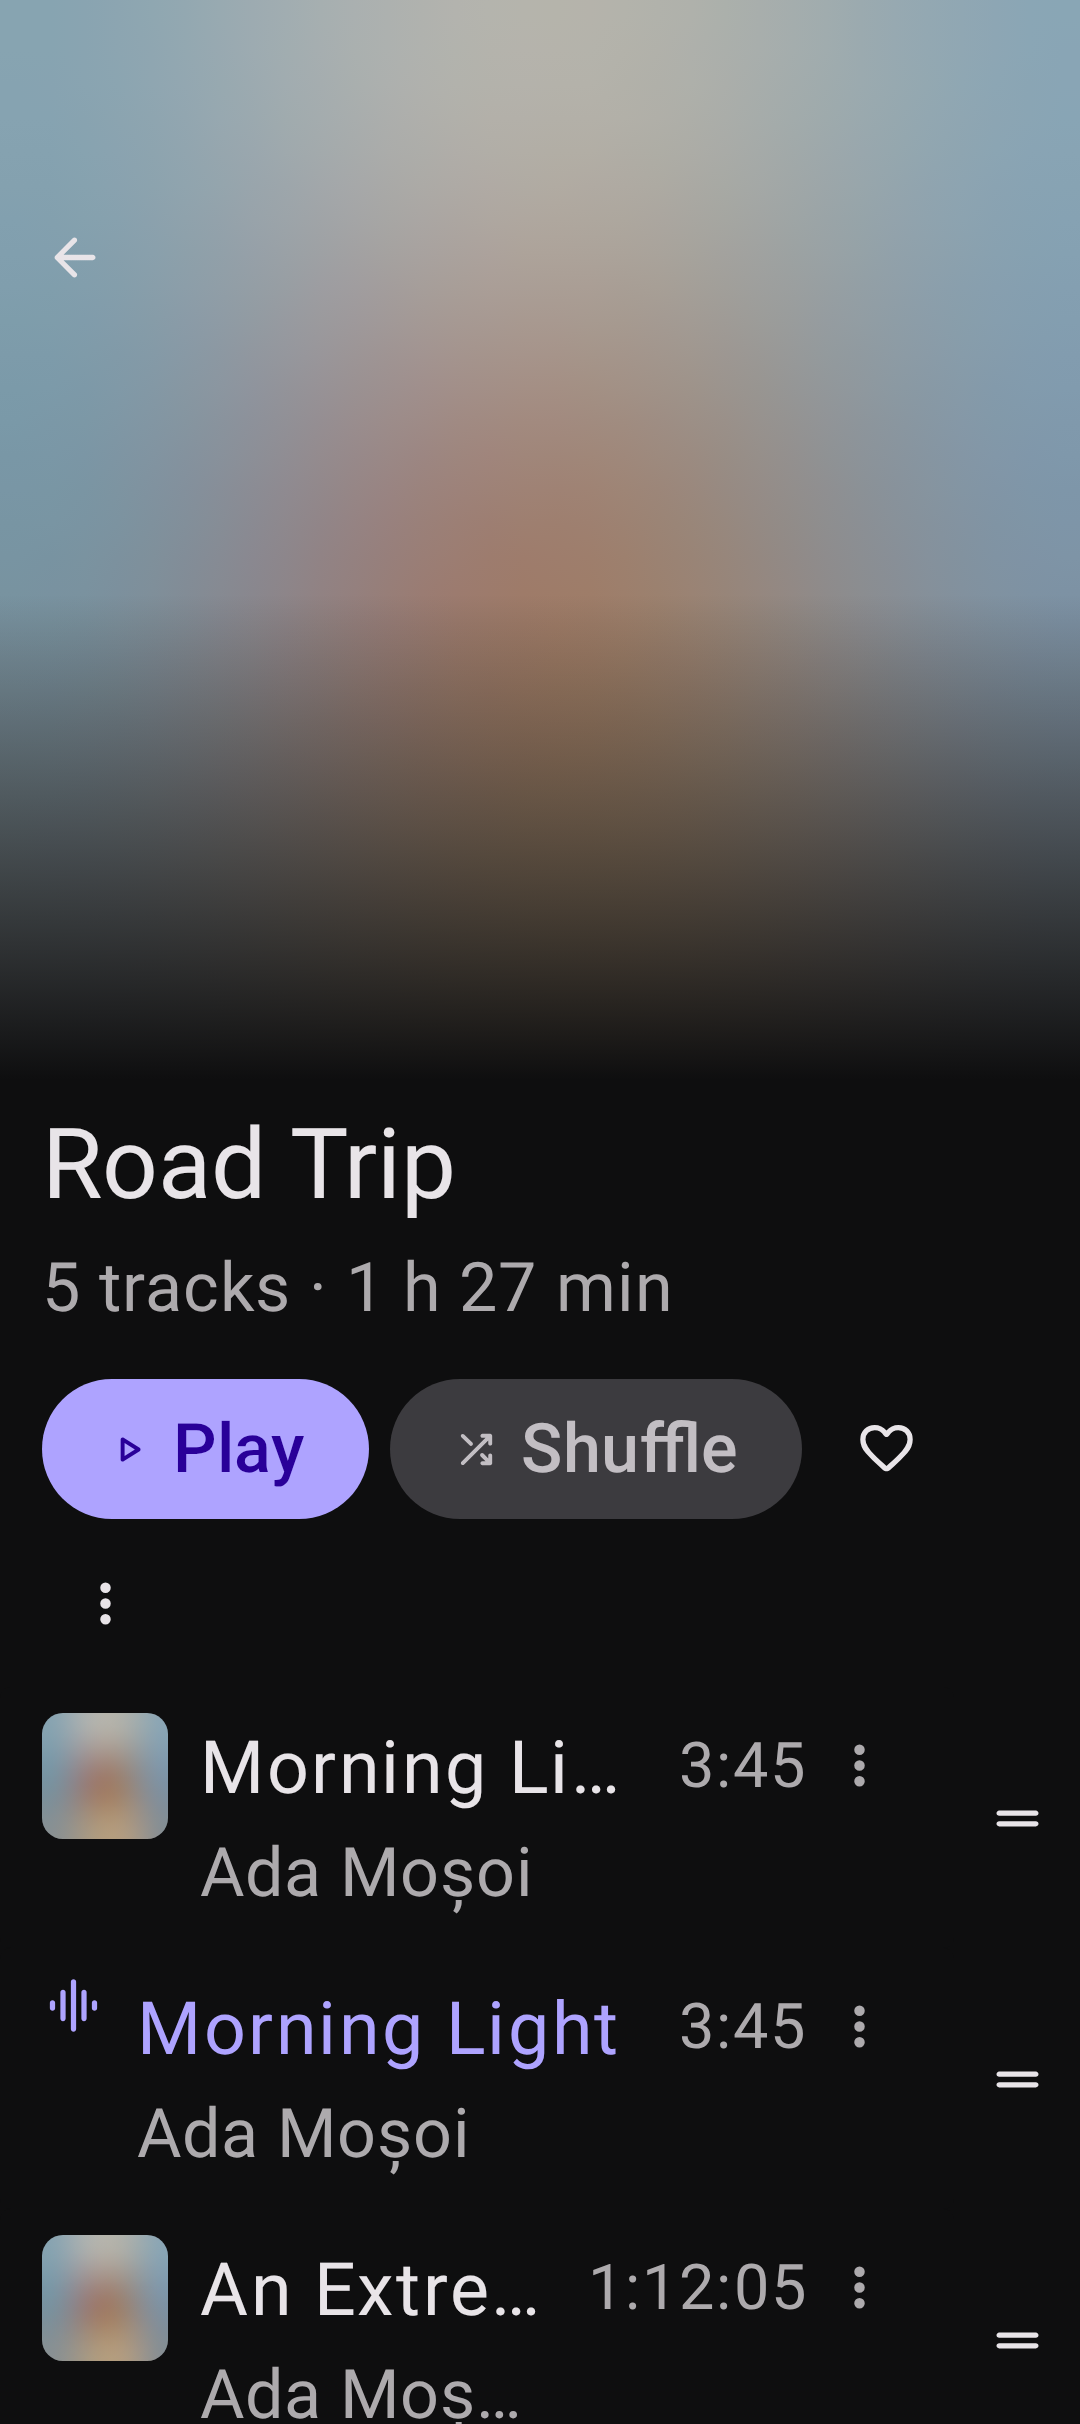 Road Trip
5 tracks · 1 h 27 min
Play
Shuffle
Morning Li…
3:45
Ada Moșoi
Morning Light
3:45
Ada Moșoi
An Extre…
1:12:05
Ada Moș…